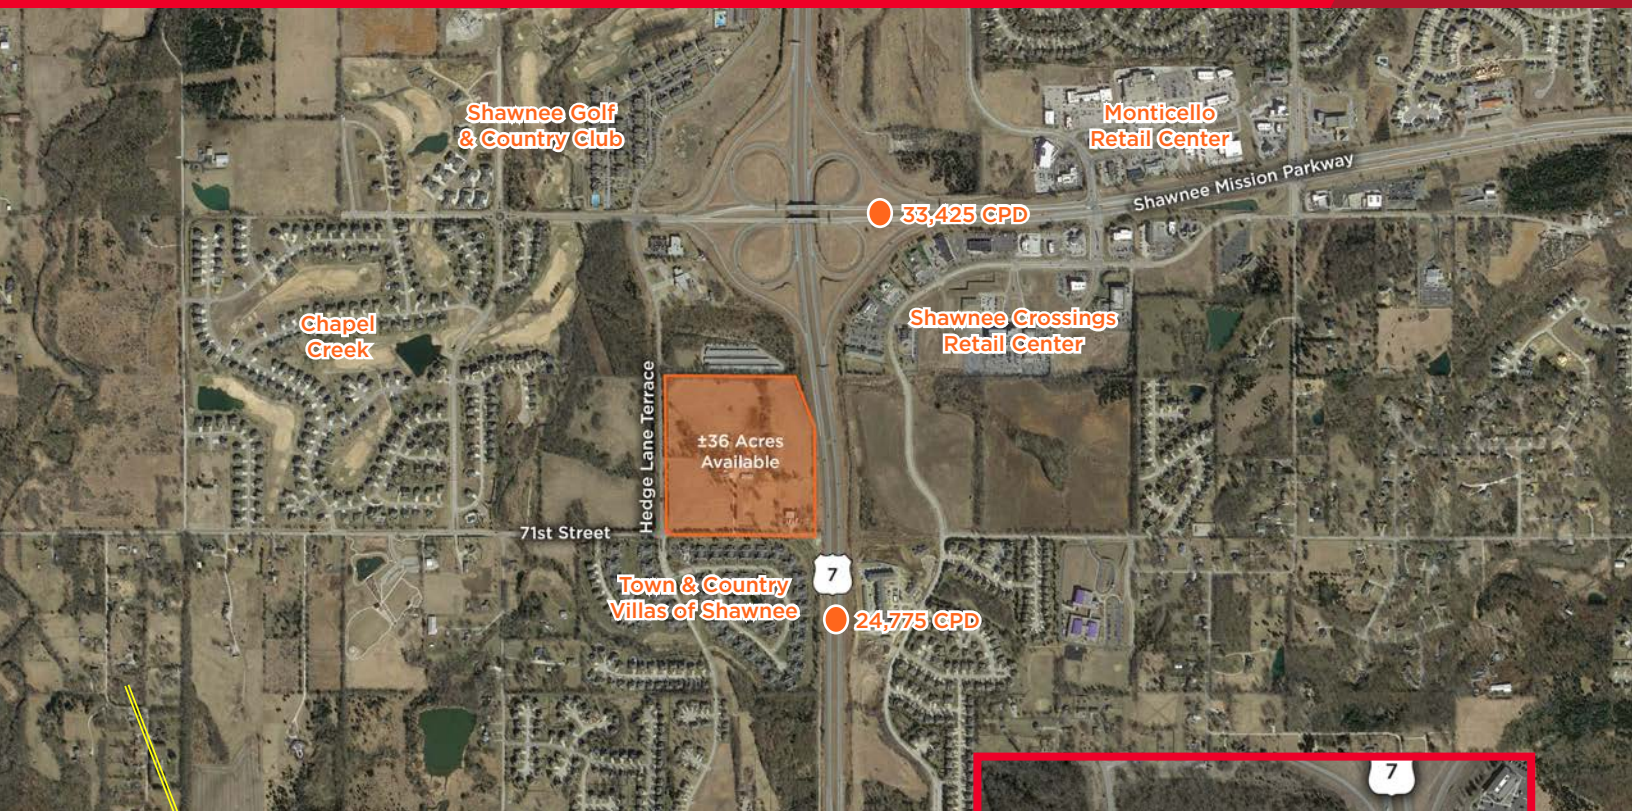 Shawnee Golf
& Country Club
Monticello
Retail Center
Shawnee Mission Parkway
33,425 CPD
Chapel
Creek
Shawnee Crossings
Retail Center
Hedge Lane Terrace
±36 Acres
Available
71st Street
7
Town & Country
Villas of Shawnee
24,775 CPD
7